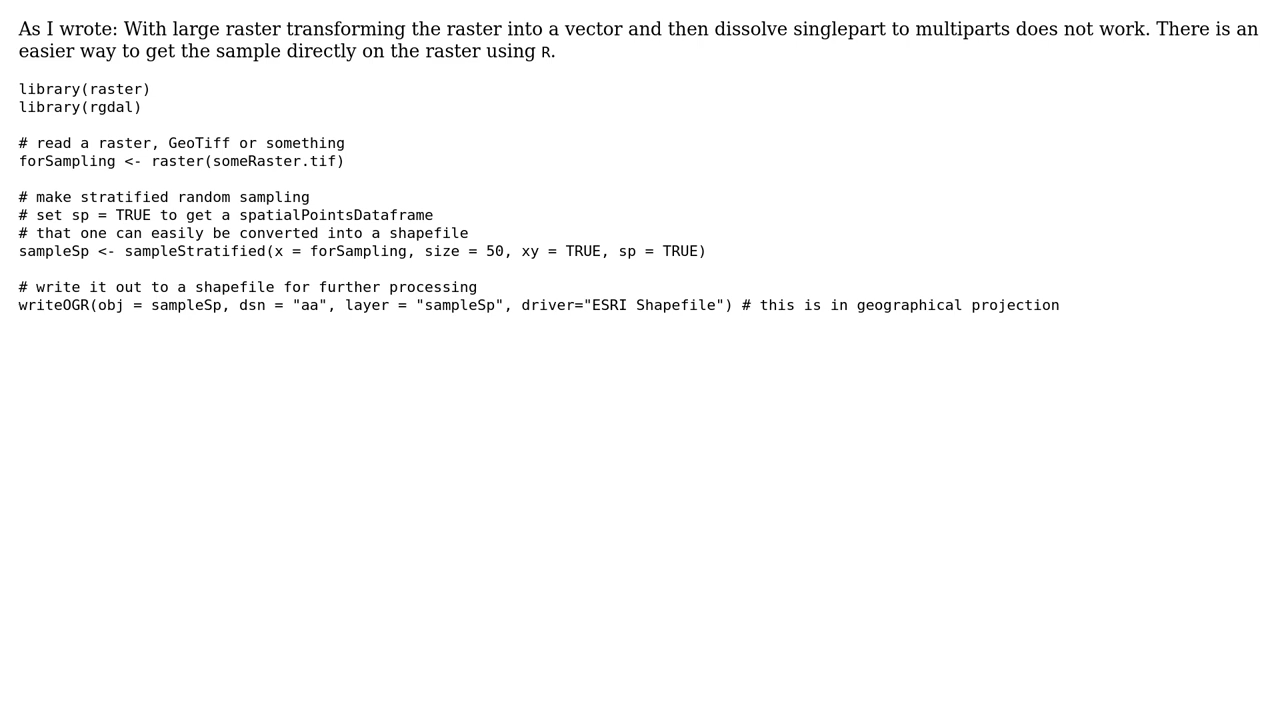 As I wrote: With large raster transforming the raster into a vector and then dissolve singlepart to multiparts does not work. There is an
easier way to get the sample directly on the raster using R.
library(raster)
library(rgdal)
# read a raster, GeoTiff or something
forSampling <- raster(someRaster.tif)
# make stratified random sampling
# set sp = TRUE to get a spatialPointsDataframe
# that one can easily be converted into a shapefile
sampleSp <- sampleStratified(x = forSampling, size = 50, xy = TRUE, sp = TRUE)
# write it out to a shapefile for further processing
writeOGR(obj = sampleSp, dsn = "aa", layer = "sampleSp", driver="ESRI Shapefile") # this is in geographical projection